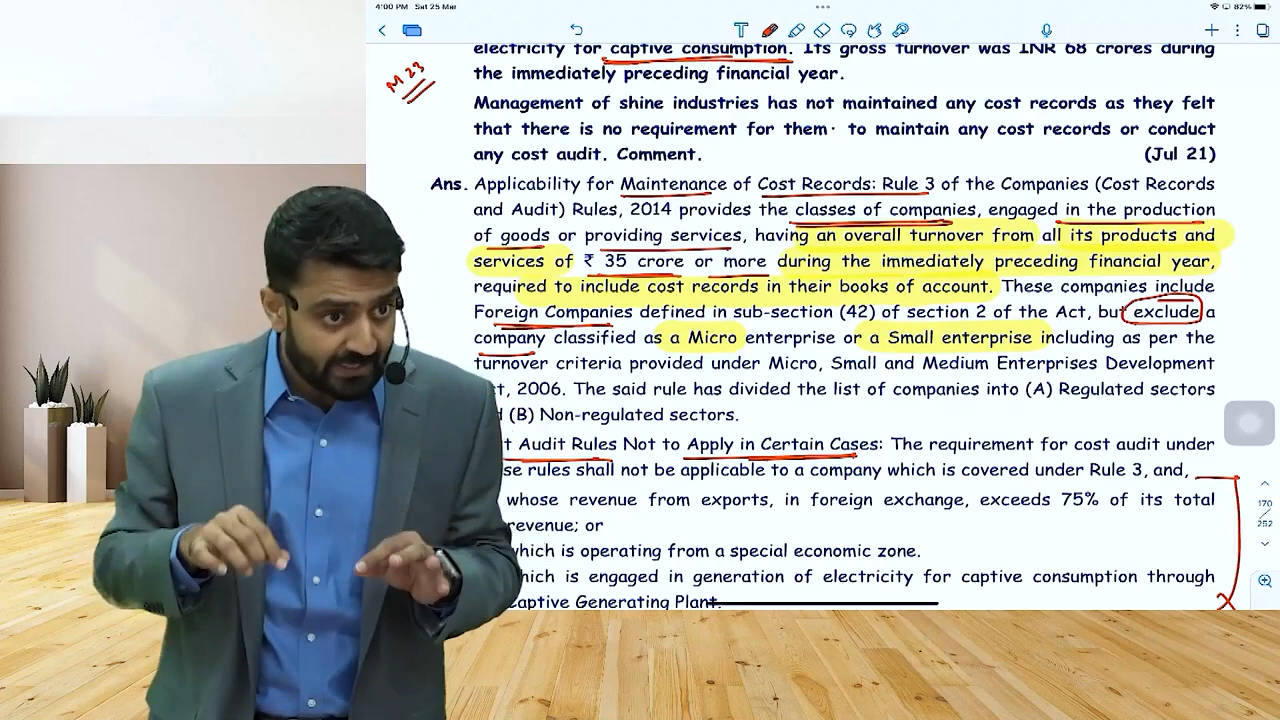 4:00 PM Sat 25 Mar
82%
electricity for captive consumption. Its gross turnover was INR 68 crores during
the immediately preceding financial year.
M 23
Management of shine industries has not maintained any cost records as they felt
that there is no requirement for them· to maintain any cost records or conduct
any cost audit. Comment. (Jul 21)
Ans. Applicability for Maintenance of Cost Records: Rule 3 of the Companies (Cost Records
and Audit) Rules, 2014 provides the classes of companies, engaged in the production
of goods or providing services, having an overall turnover from all its products and
services of ₹ 35 crore or more during the immediately preceding financial year,
required to include cost records in their books of account. These companies include
Foreign Companies defined in sub-section (42) of section 2 of the Act, but exclude a
company classified as a Micro enterprise or a Small enterprise including as per the
turnover criteria provided under Micro, Small and Medium Enterprises Development
2006. The said rule has divided the list of companies into (A) Regulated sectors
(B) Non-regulated sectors.
Audit Rules Not to Apply in Certain Cases: The requirement for cost audit under
rules shall not be applicable to a company which is covered under Rule 3, and,
whose revenue from exports, in foreign exchange, exceeds 75% of its total
revenue; or
which is operating from a special economic zone.
is engaged in generation of electricity for captive consumption through
Generating Plant.
170
252